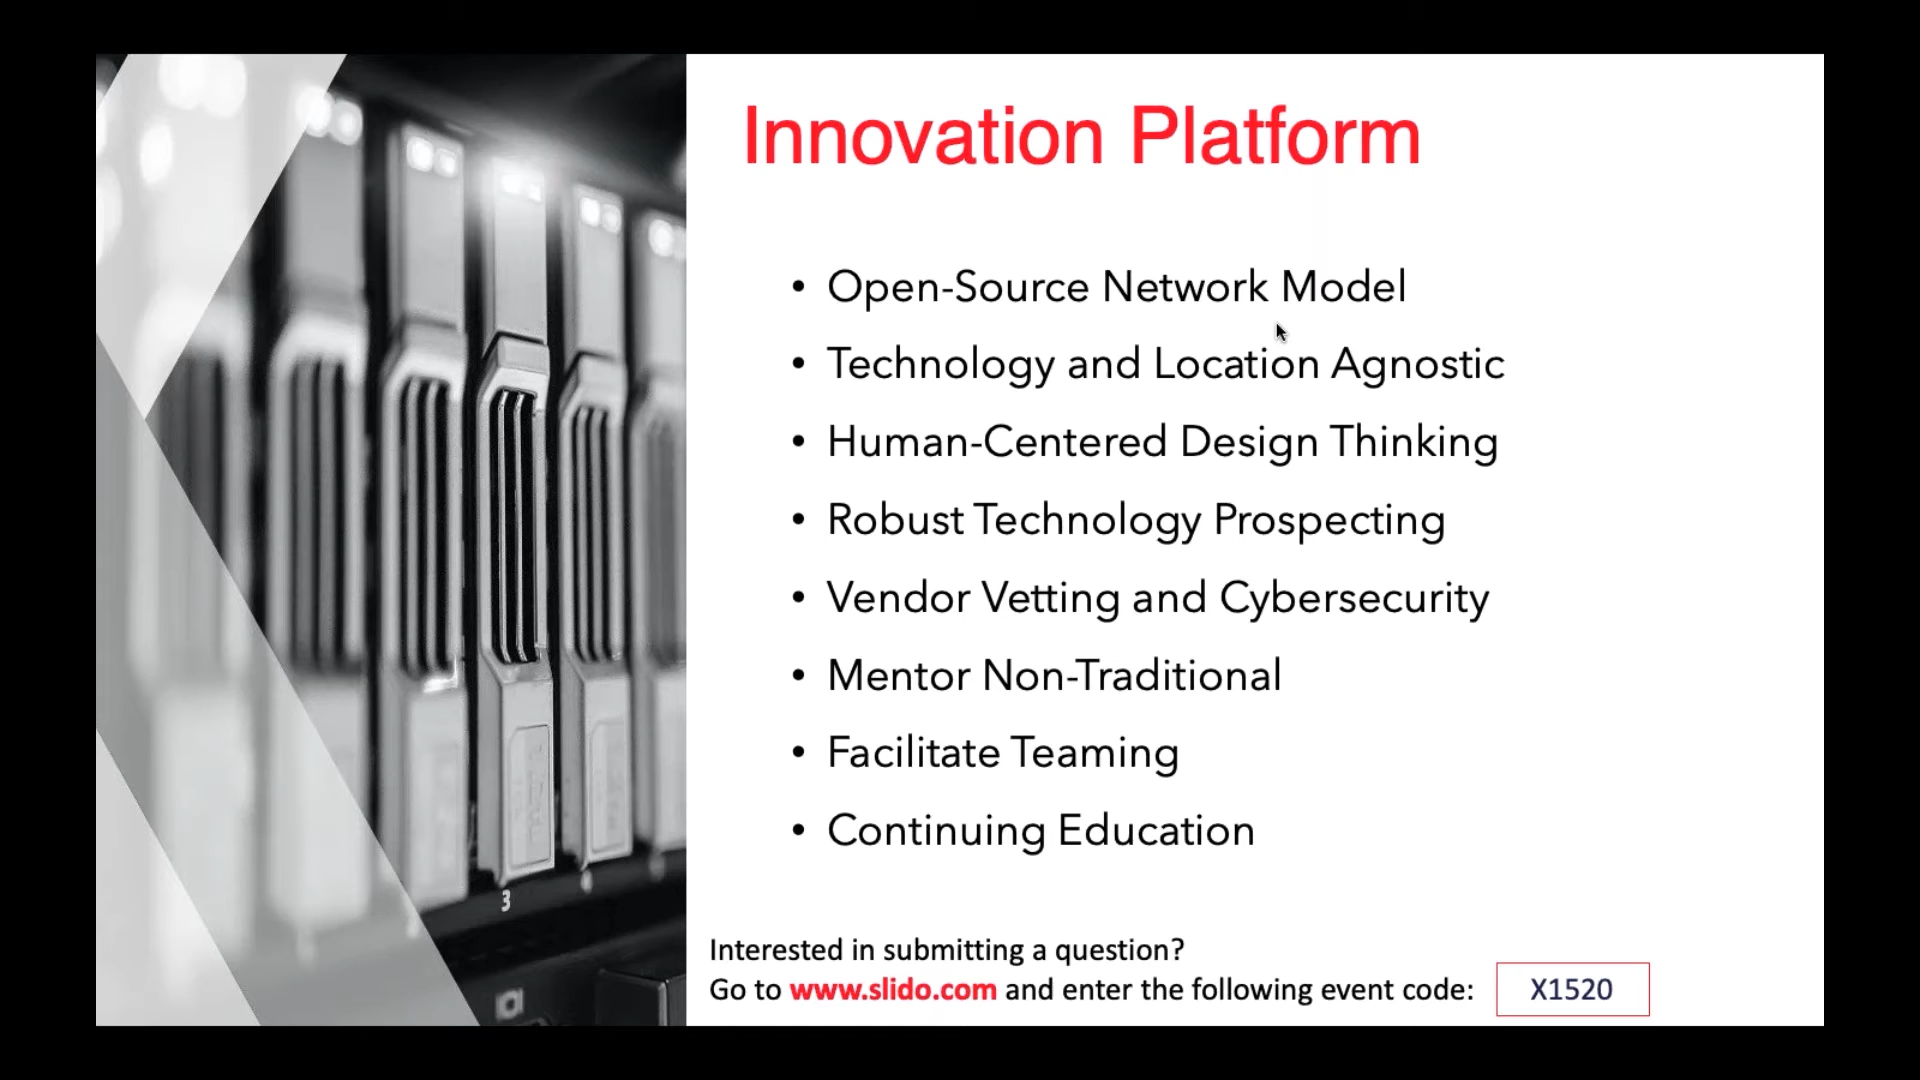 Innovation Platform
• Open-Source Network Model
• Technology and Location Agnostic
• Human-Centered Design Thinking
• Robust Technology Prospecting
• Vendor Vetting and Cybersecurity
• Mentor Non-Traditional
• Facilitate Teaming
• Continuing Education
3
Interested in submitting a question?
Go to www.slido.com and enter the following event code: X1520